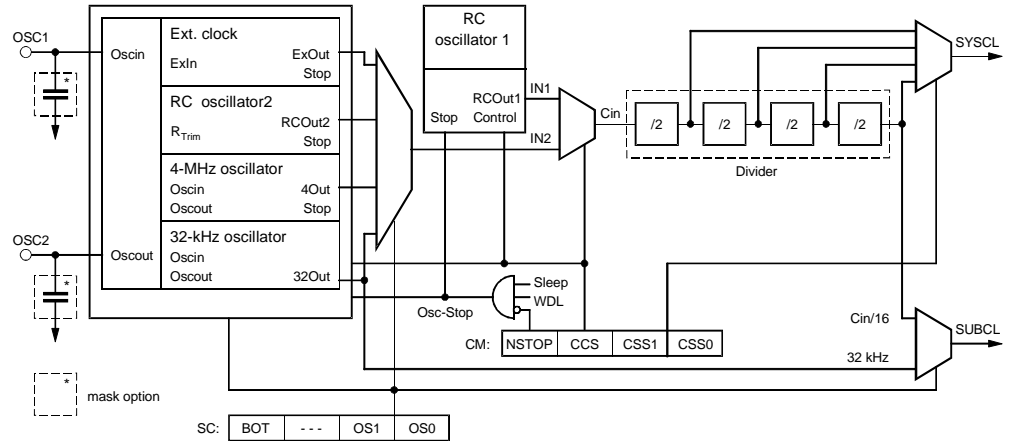 OSC1
*
OSC2
*
*
mask option
Oscin
Oscout
Ext. clock
ExIn
ExOut
Stop
RC oscillator2
RTrim
RCOut2
Stop
4-MHz oscillator
Oscin
Oscout
4Out
Stop
32-kHz oscillator
Oscin
Oscout
32Out
RC
oscillator 1
RCOut1
Stop
Control
IN1
IN2
Cin
/2
/2
/2
/2
Divider
SYSCL
Osc-Stop
Sleep
WDL
CM:
NSTOP
CCS
CSS1
CSS0
Cin/16
32 kHz
SUBCL
SC:
BOT
- - -
OS1
OS0